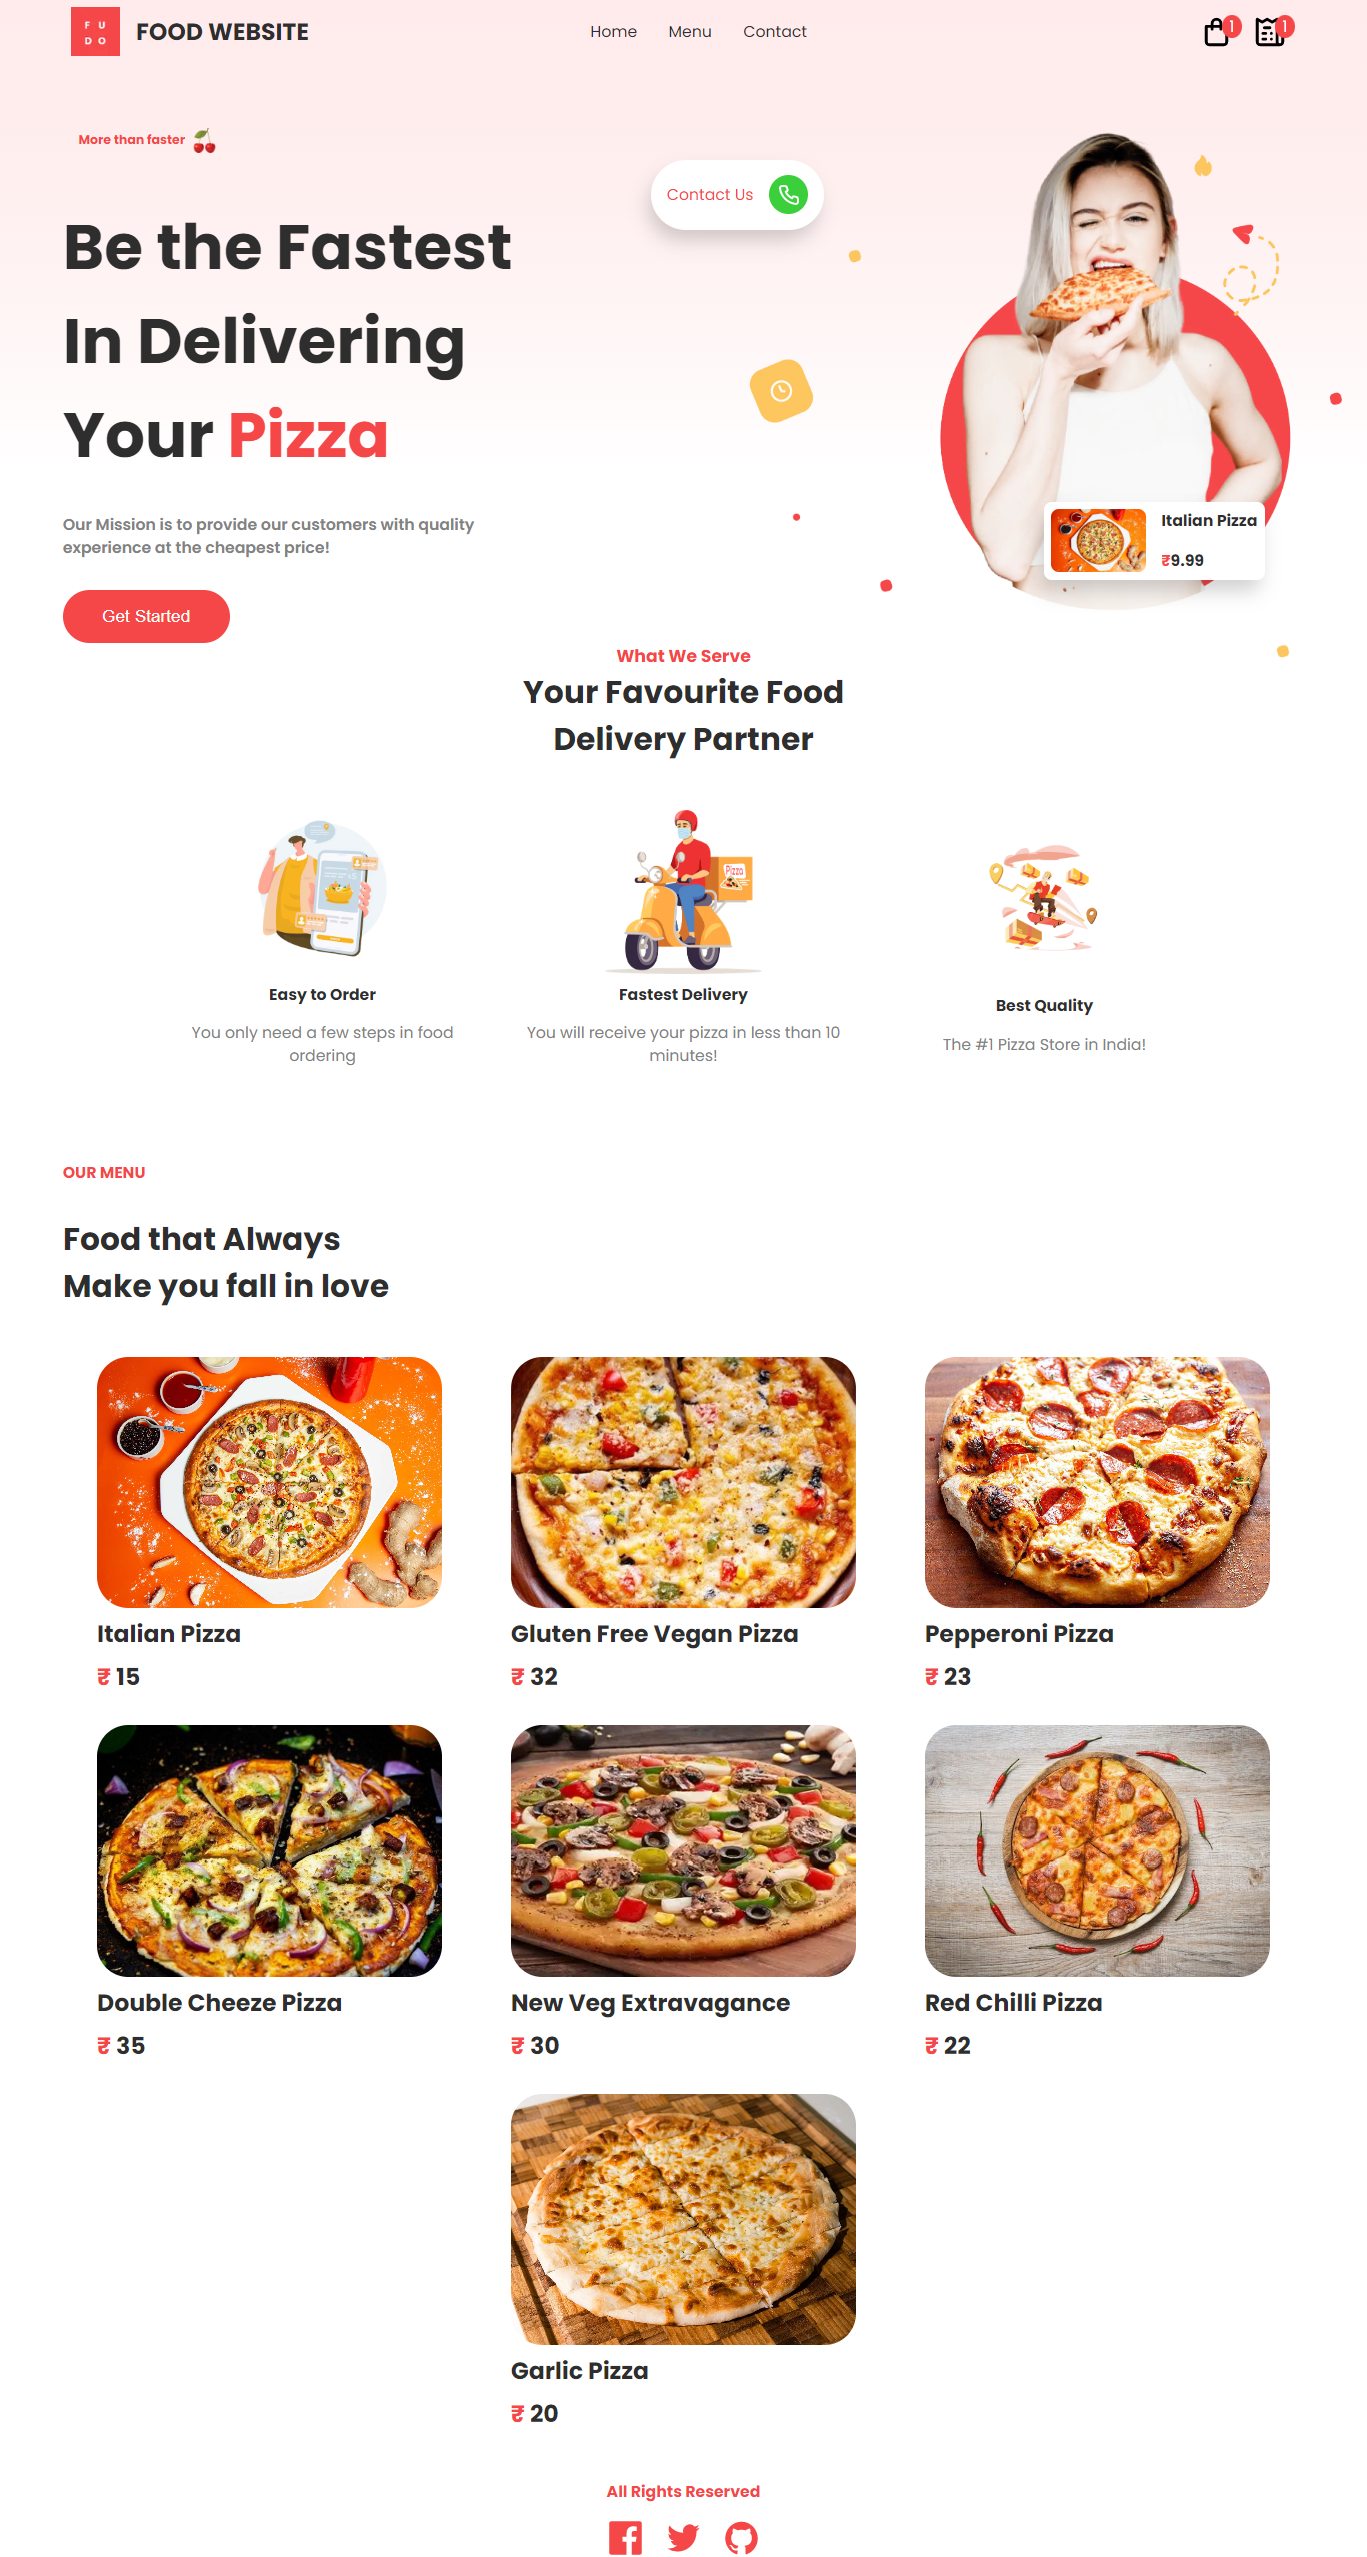 F U
D O
FOOD WEBSITE
Home
Menu
Contact
1
1
More than faster
Contact Us
Be the Fastest
In Delivering
Your Pizza
Our Mission is to provide our customers with quality
experience at the cheapest price!
Get Started
Italian Pizza
₹9.99
What We Serve
Your Favourite Food
Delivery Partner
Pizza
Easy to Order
You only need a few steps in food
ordering
Fastest Delivery
You will receive your pizza in less than 10
minutes!
Best Quality
The #1 Pizza Store in India!
OUR MENU
Food that Always
Make you fall in love
Italian Pizza
₹ 15
Gluten Free Vegan Pizza
₹ 32
Pepperoni Pizza
₹ 23
Double Cheeze Pizza
₹ 35
New Veg Extravagance
₹ 30
Red Chilli Pizza
₹ 22
Garlic Pizza
₹ 20
All Rights Reserved